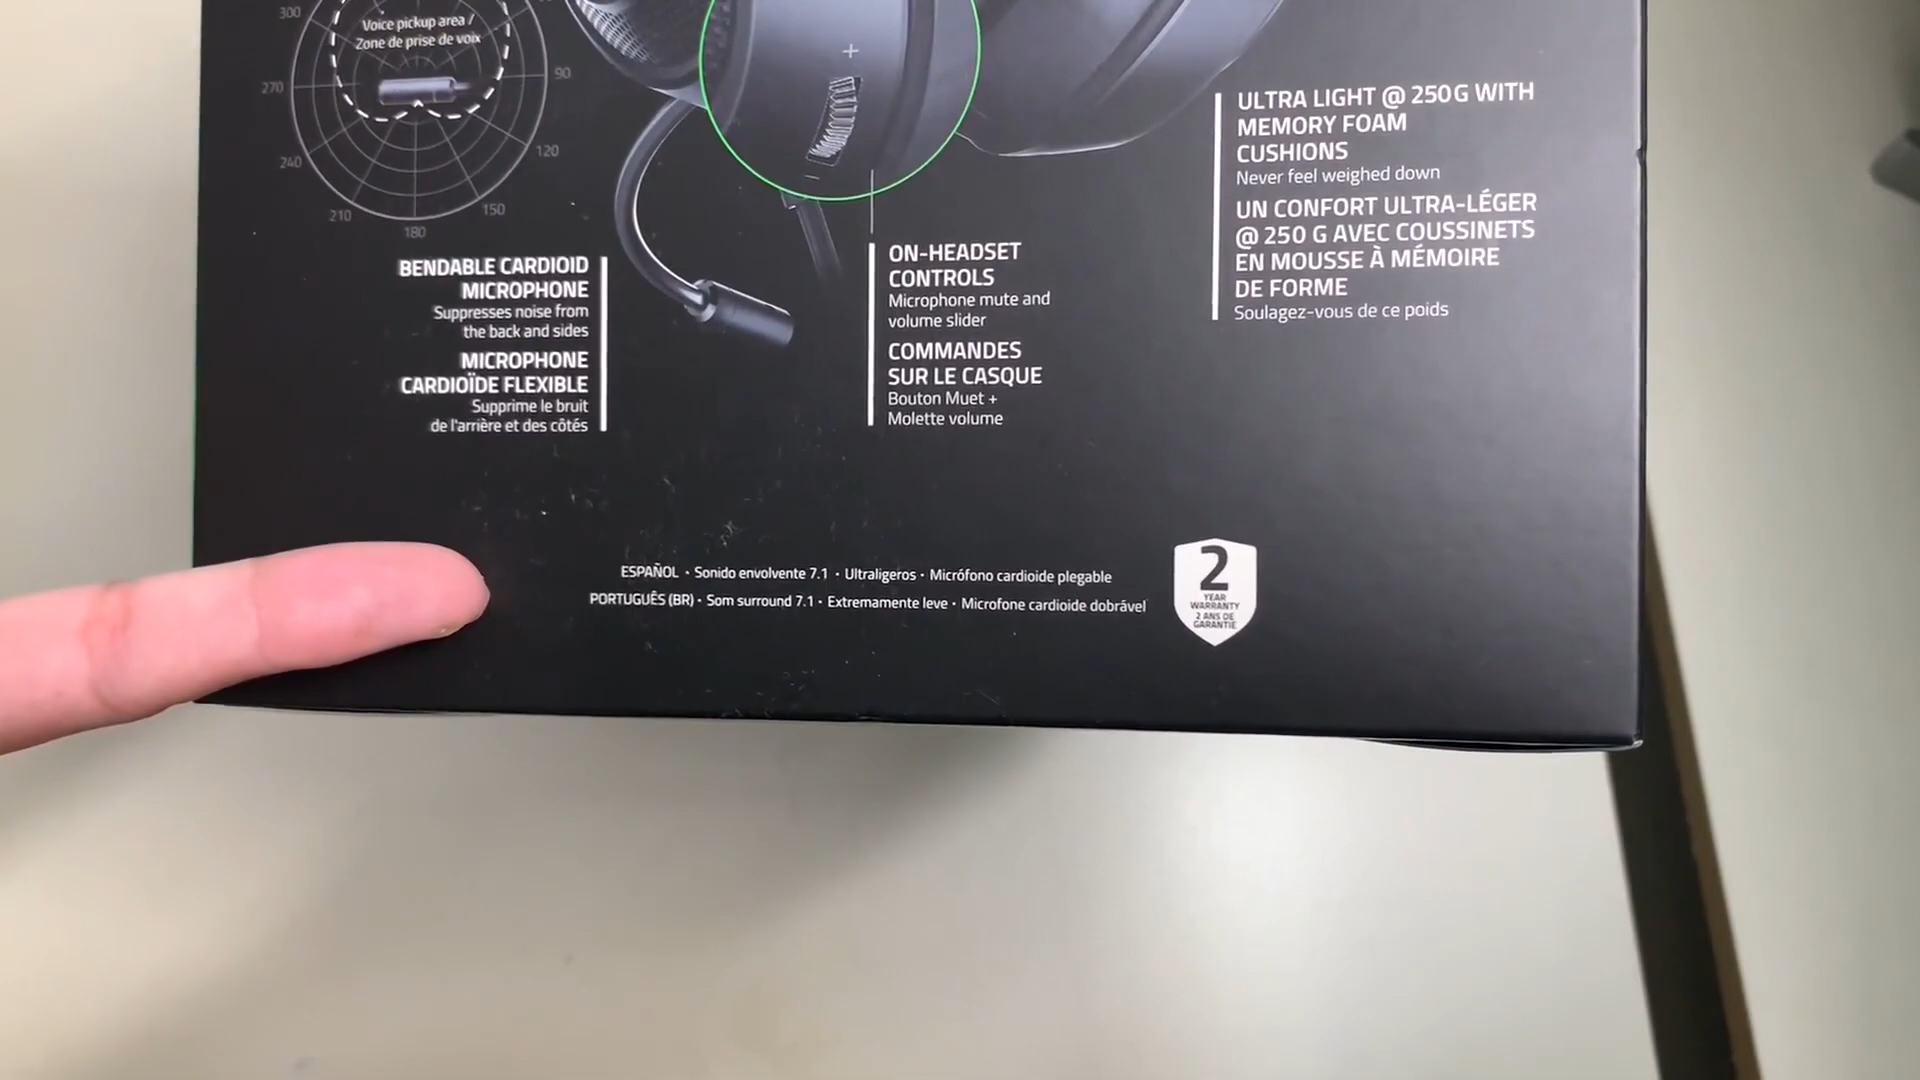 300
Voice pickup area /
Zone de prise de voix
270
90
240
120
210
150
180
+
BENDABLE CARDIOID
MICROPHONE
Suppresses noise from
the back and sides
MICROPHONE
CARDIOÏDE FLEXIBLE
Supprime le bruit
de l'arrière et des côtés
ON-HEADSET
CONTROLS
Microphone mute and
volume slider
COMMANDES
SUR LE CASQUE
Bouton Muet +
Molette volume
ULTRA LIGHT @ 250G WITH
MEMORY FOAM
CUSHIONS
Never feel weighed down
UN CONFORT ULTRA-LÉGER
@ 250 G AVEC COUSSINETS
EN MOUSSE À MÉMOIRE
DE FORME
Soulagez-vous de ce poids
ESPAÑOL • Sonido envolvente 7.1 • Ultraligeros • Micrófono cardioide plegable
PORTUGUÊS (BR) • Som surround 7.1 • Extremamente leve • Microfone cardioide dobrável
2
YEAR
WARRANTY
2 ANS DE
GARANTIE